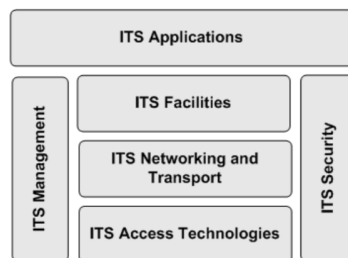 ITS Applications
ITS Management
ITS Facilities
ITS Networking and
Transport
ITS Access Technologies
ITS Security